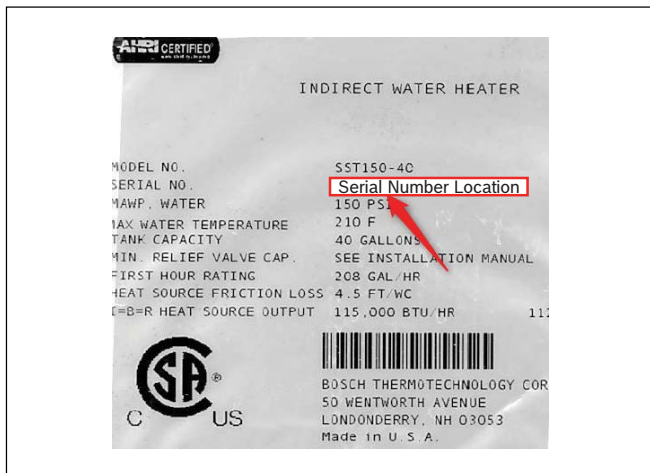 AHRI CERTIFIED
INDIRECT WATER HEATER
MODEL NO. SST150-40
SERIAL NO. Serial Number Location
MAWP, WATER 150 PSI
MAX WATER TEMPERATURE 210 F
TANK CAPACITY 40 GALLONS
MIN. RELIEF VALVE CAP. SEE INSTALLATION MANUAL
FIRST HOUR RATING 208 GAL/HR
HEAT SOURCE FRICTION LOSS 4.5 FT/WC
I=B=R HEAT SOURCE OUTPUT 115,000 BTU/HR
BOSCH THERMOTECHNOLOGY COR
50 WENTWORTH AVENUE
LONDONDERRY, NH 03053
Made in U.S.A.
SA ®
C US